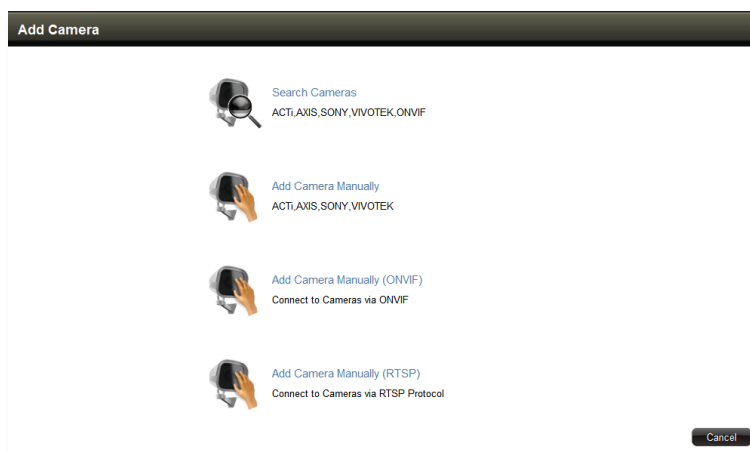 Add Camera
Search Cameras
ACTi,AXIS,SONY,VIVOTEK,ONVIF
Add Camera Manually
ACTi,AXIS,SONY,VIVOTEK
Add Camera Manually (ONVIF)
Connect to Cameras via ONVIF
Add Camera Manually (RTSP)
Connect to Cameras via RTSP Protocol
Cancel